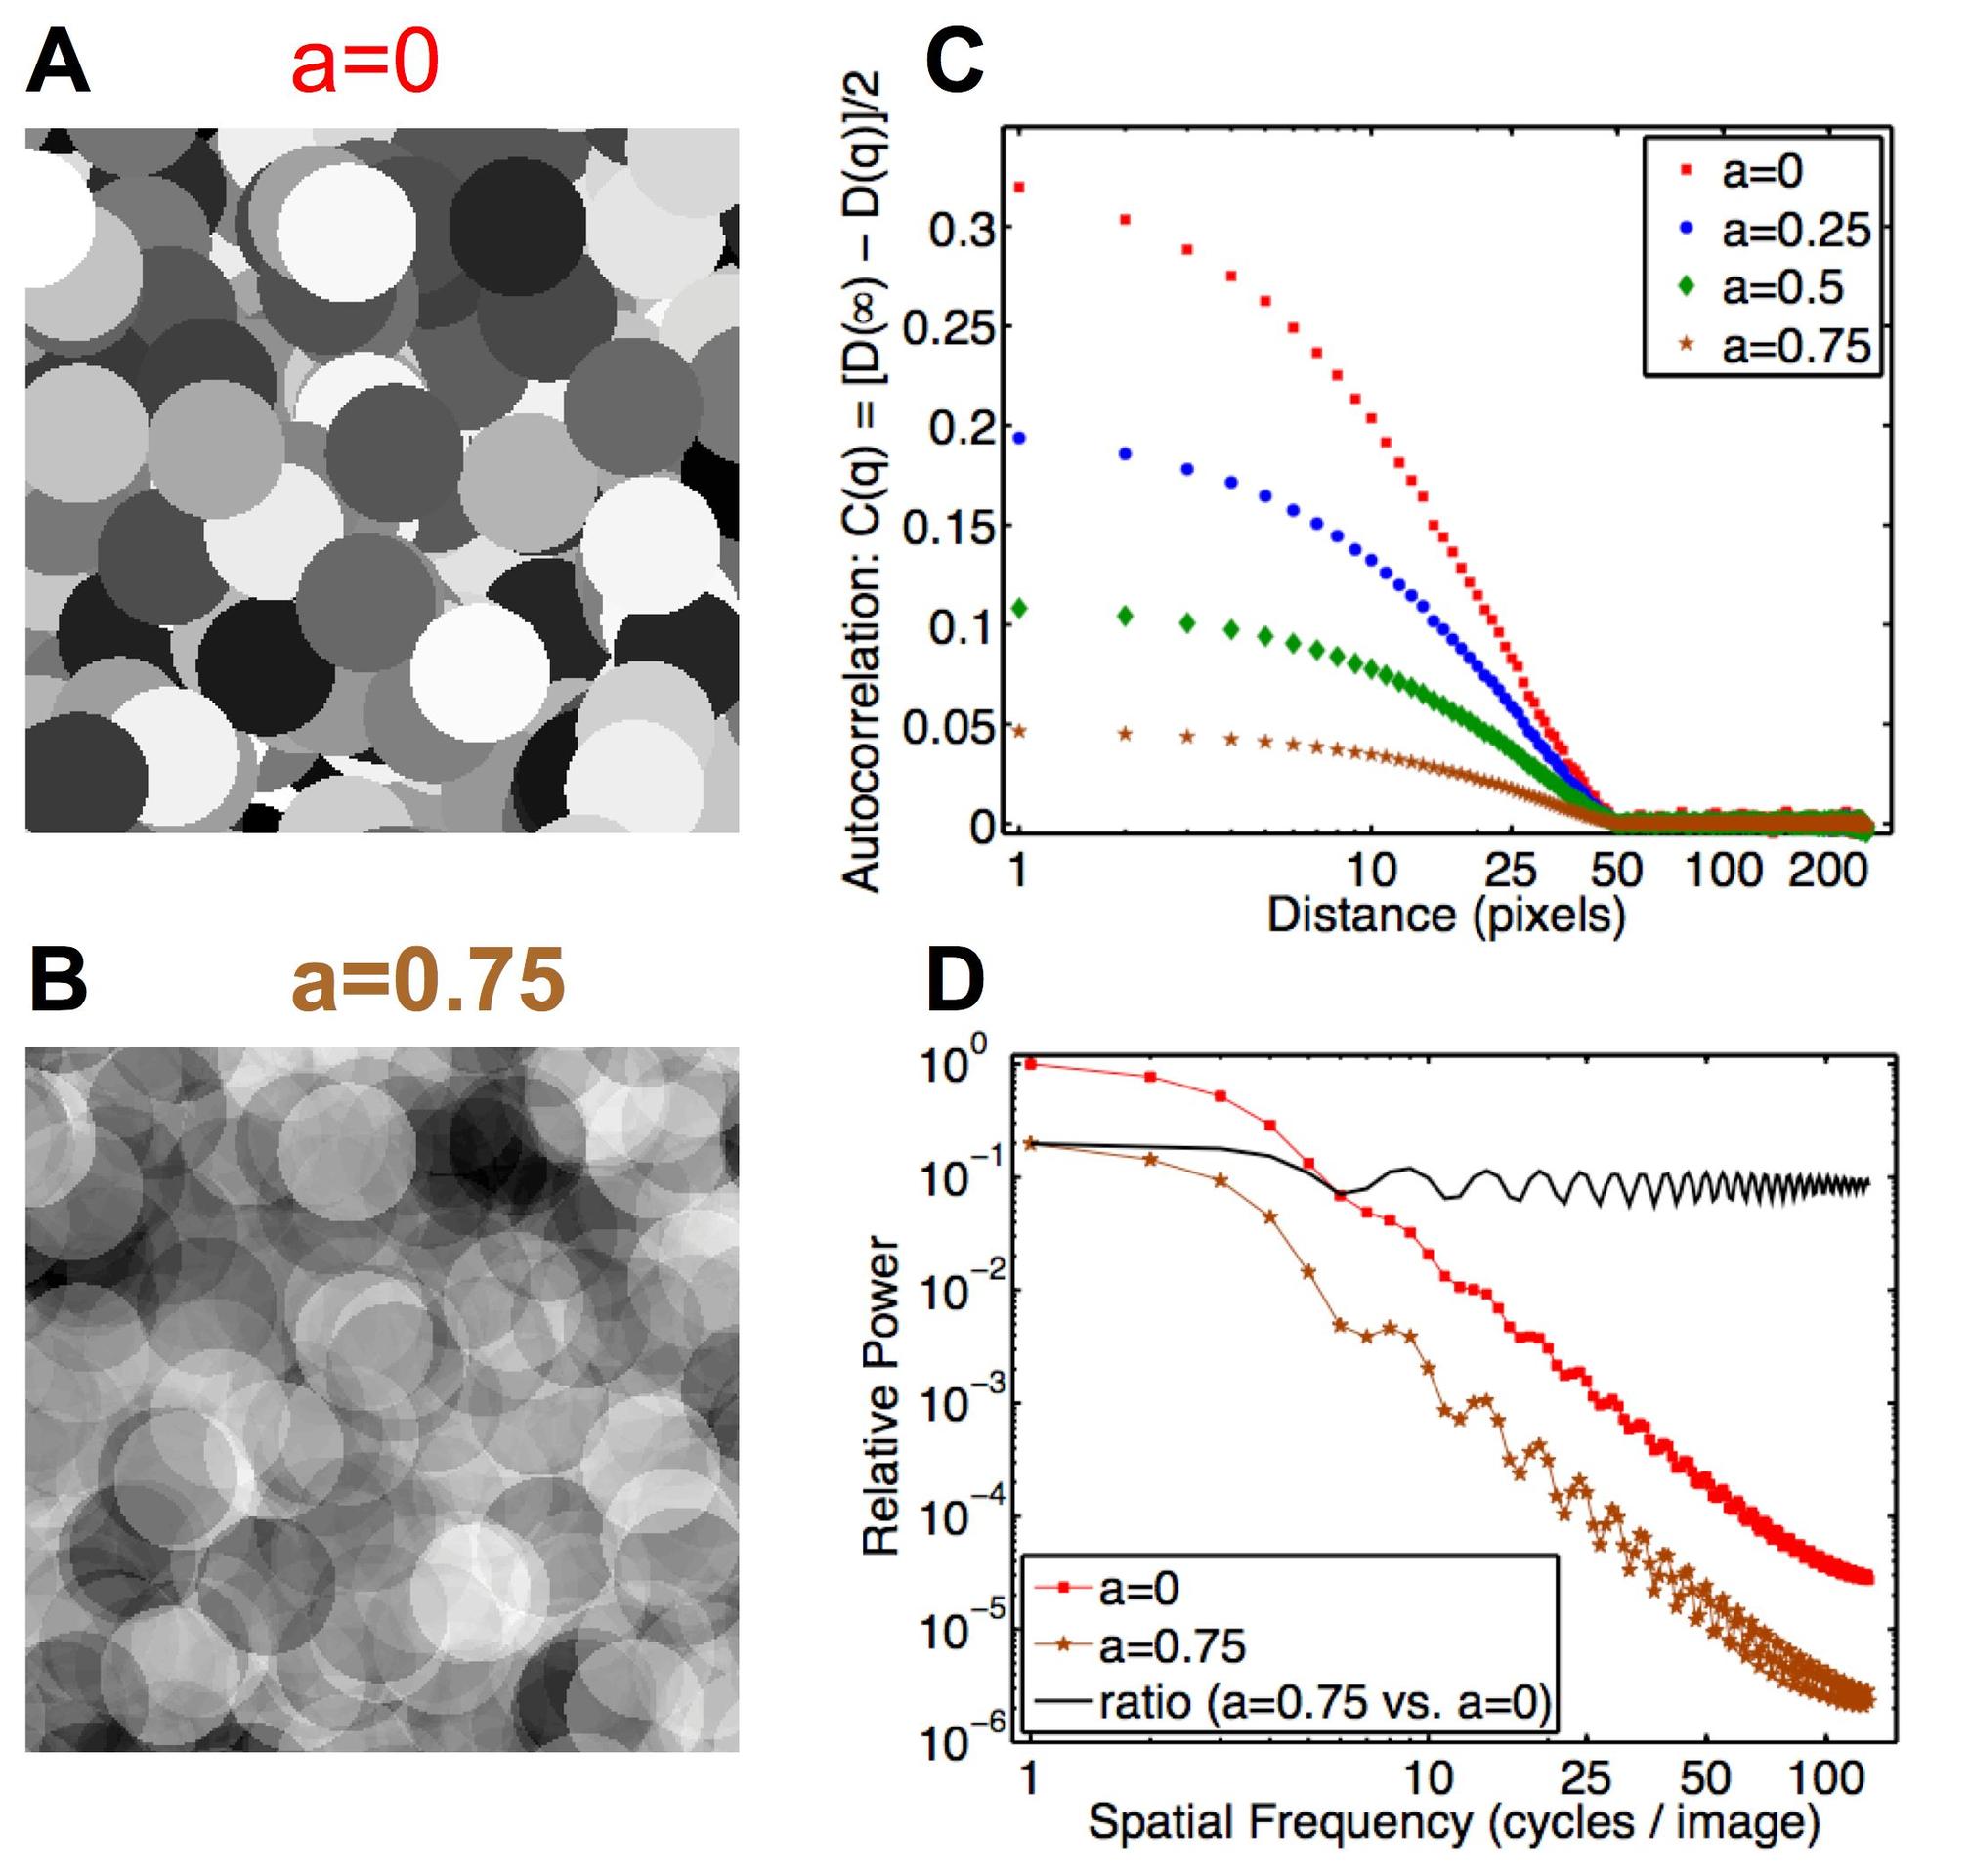 A
a=0
B
a=0.75
C
Autocorrelation: C(q) = [D(∞) − D(q)]/2
0.3
0.25
0.2
0.15
0.1
0.05
0
a=0
a=0.25
a=0.5
a=0.75
1 10 25 50 100 200
Distance (pixels)
D
Relative Power
10⁰
10⁻¹
10⁻²
10⁻³
10⁻⁴
10⁻⁵
10⁻⁶
a=0
a=0.75
ratio (a=0.75 vs. a=0)
1 10 25 50 100
Spatial Frequency (cycles / image)